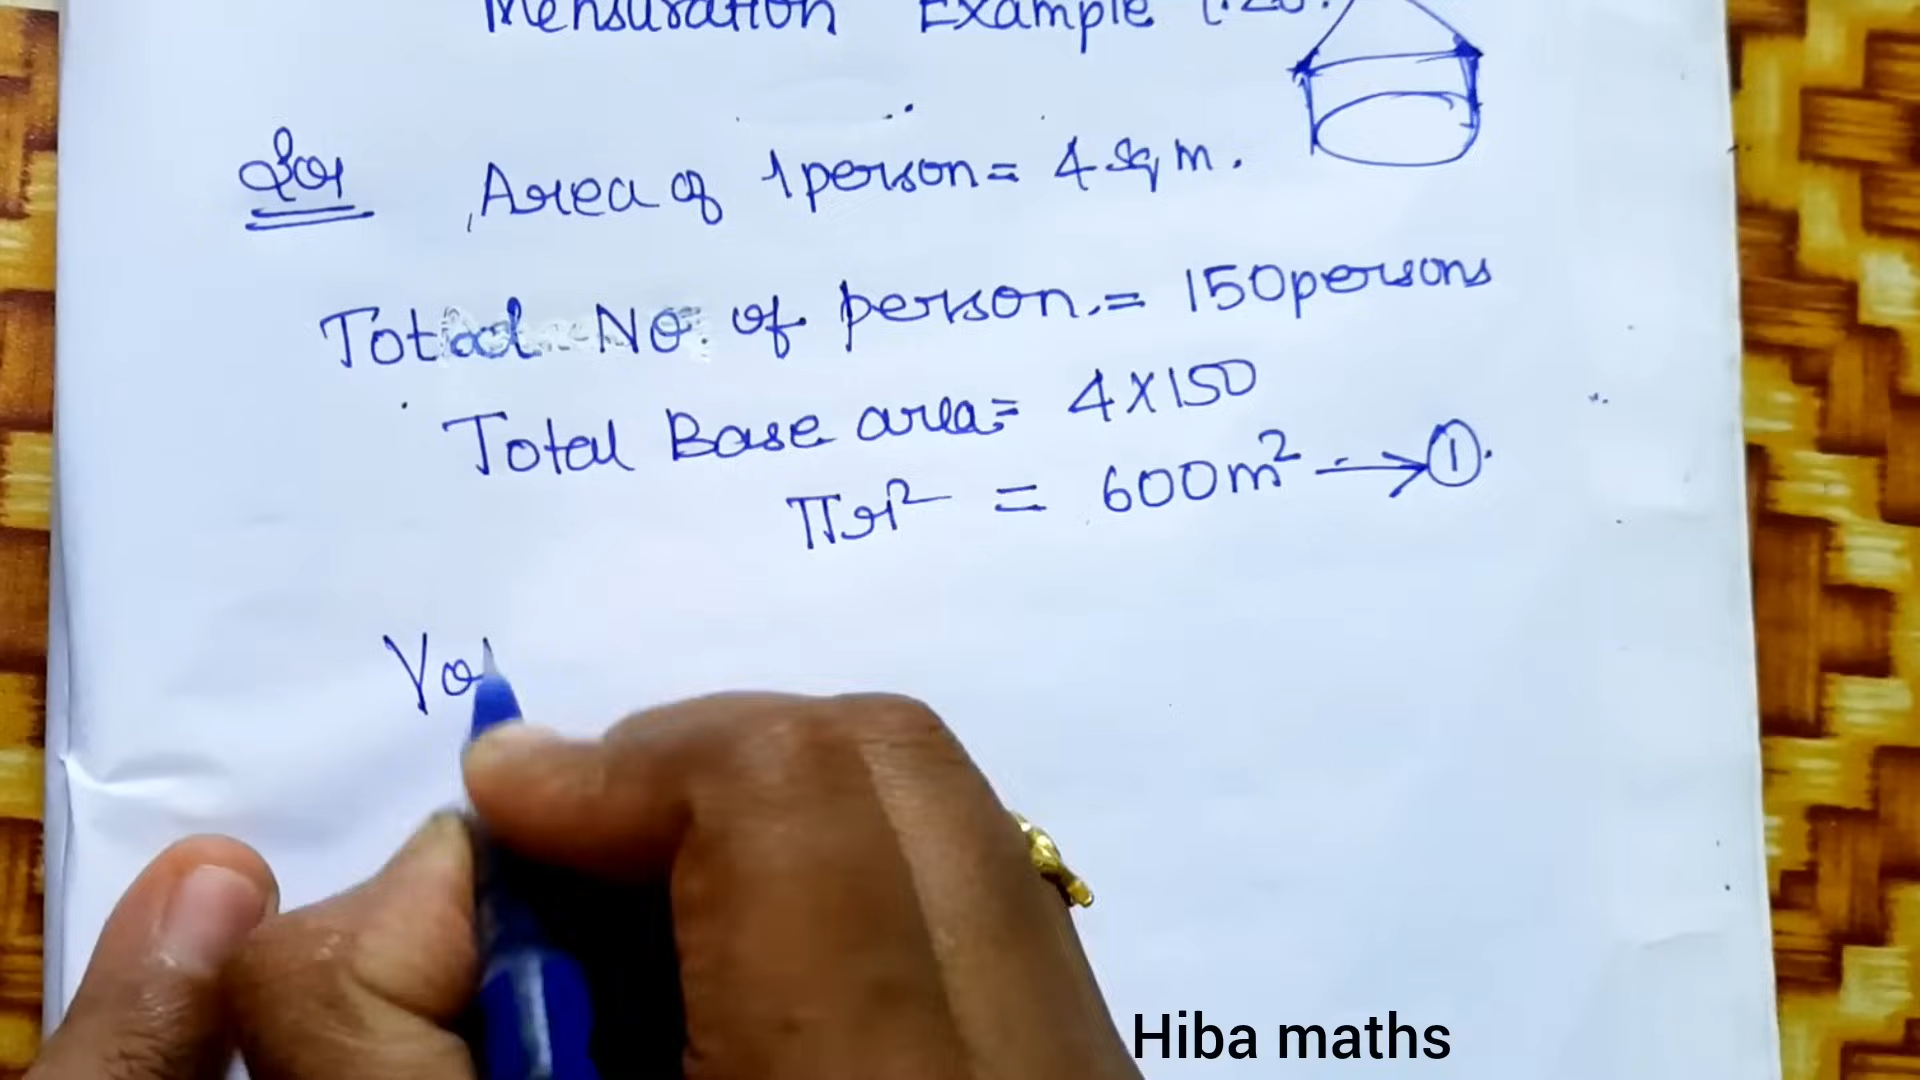 Mensuration Example
Sol Area of 1 person = 4 sq m.
Total No. of person. = 150 persons
Total Base area = 4 X 150
πr² = 600m² → ①.
Vo
Hiba maths